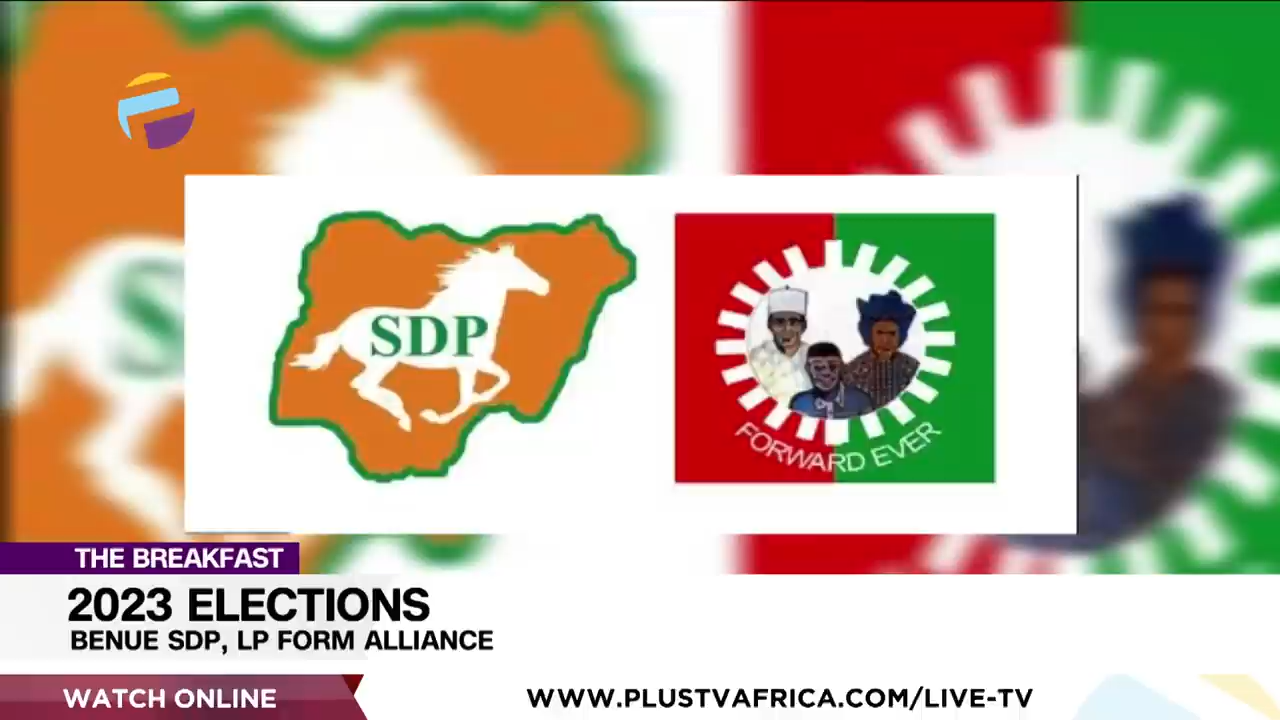 SDP
FORWARD EVER
THE BREAKFAST
2023 ELECTIONS
BENUE SDP, LP FORM ALLIANCE
WATCH ONLINE
WWW.PLUSTVAFRICA.COM/LIVE-TV